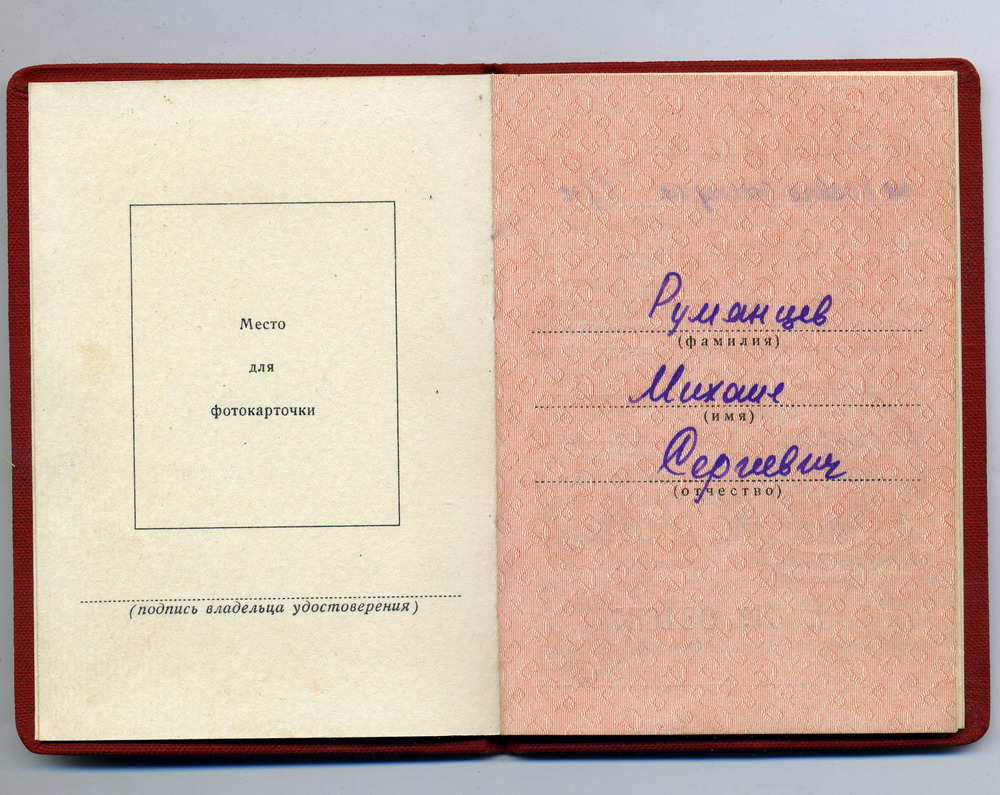 Место
для
фотокарточки
(подпись владельца удостоверения)
Руманцев
(фамилия)
Михаил
(имя)
Сергеевич
(отчество)